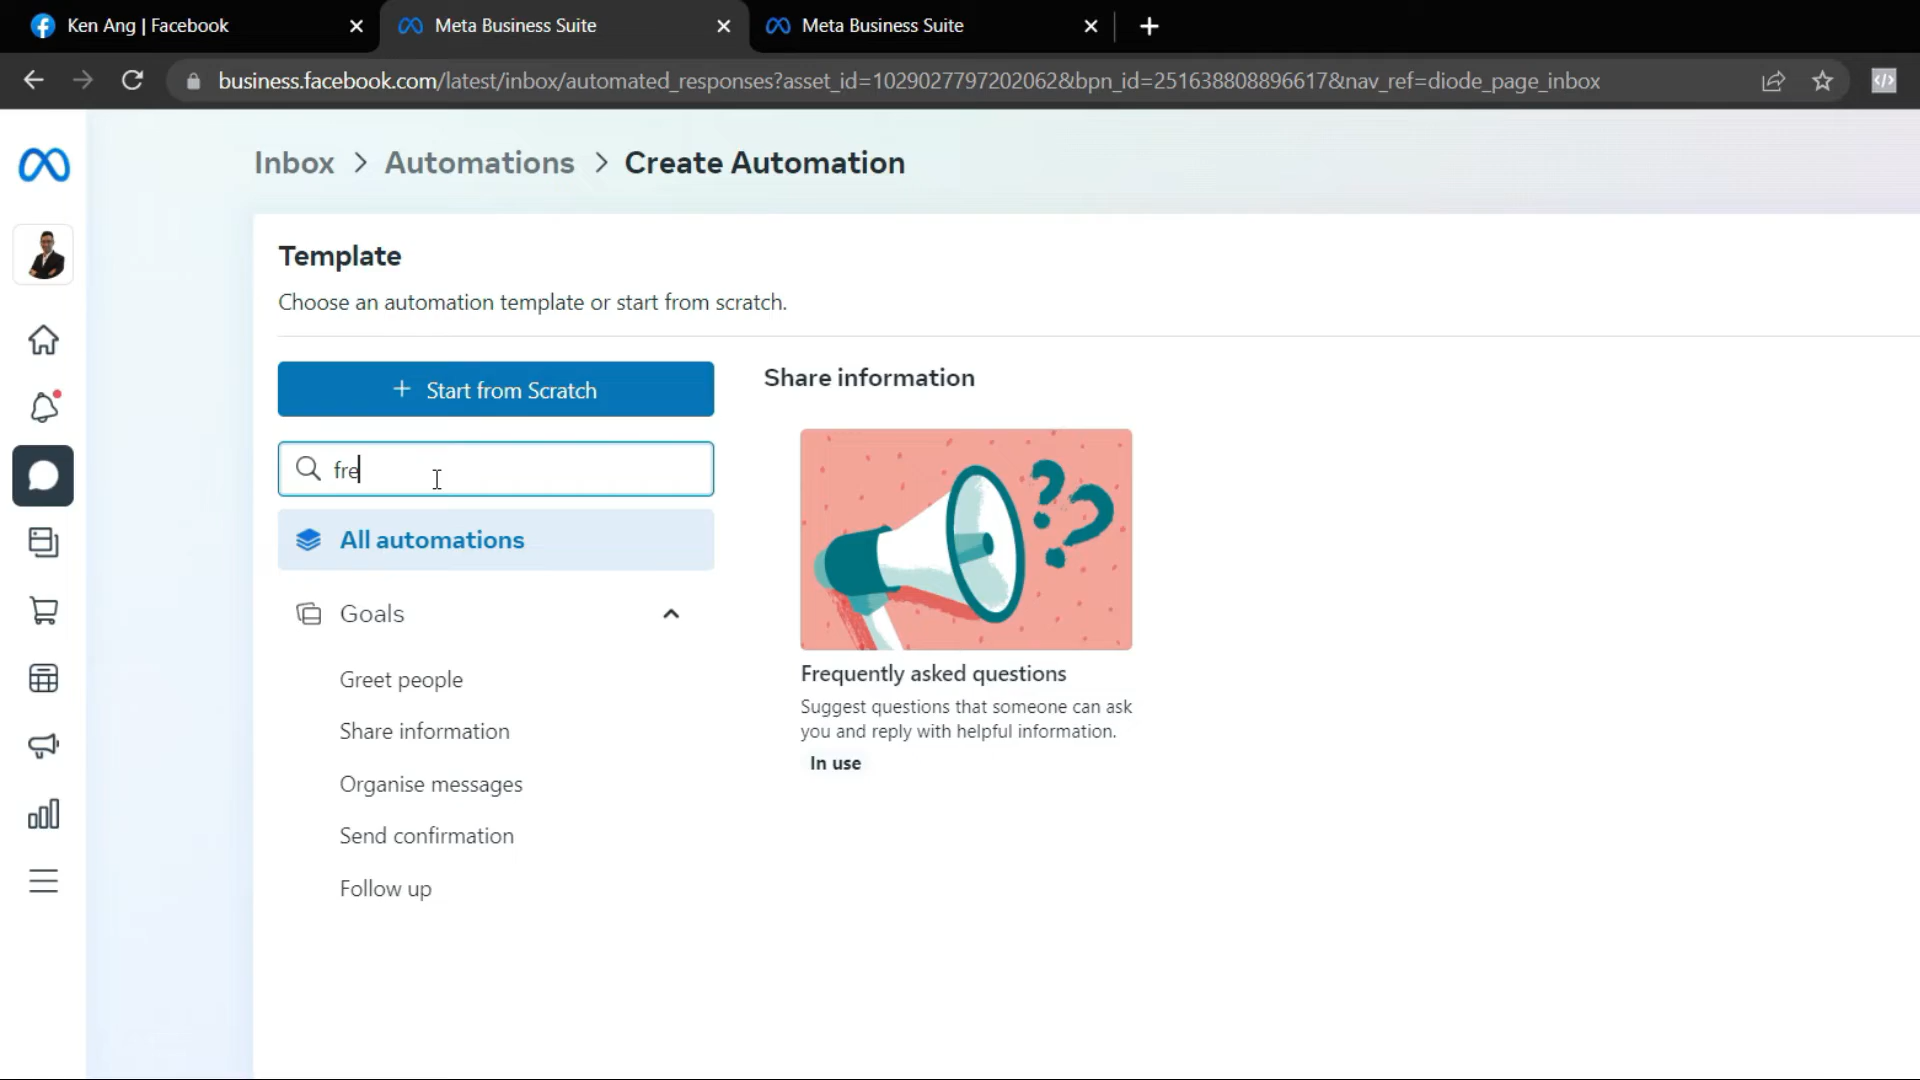 Ken Ang | Facebook
Meta Business Suite
Meta Business Suite
business.facebook.com/latest/inbox/automated_responses?asset_id=102902779720206​2&bpn_id=251638808896617&nav_ref=diode_page_inbox
Inbox > Automations > Create Automation
Template
Choose an automation template or start from scratch.
+ Start from Scratch
fre
All automations
Goals
Greet people
Share information
Organise messages
Send confirmation
Follow up
Share information
Frequently asked questions
Suggest questions that someone can ask
you and reply with helpful information.
In use